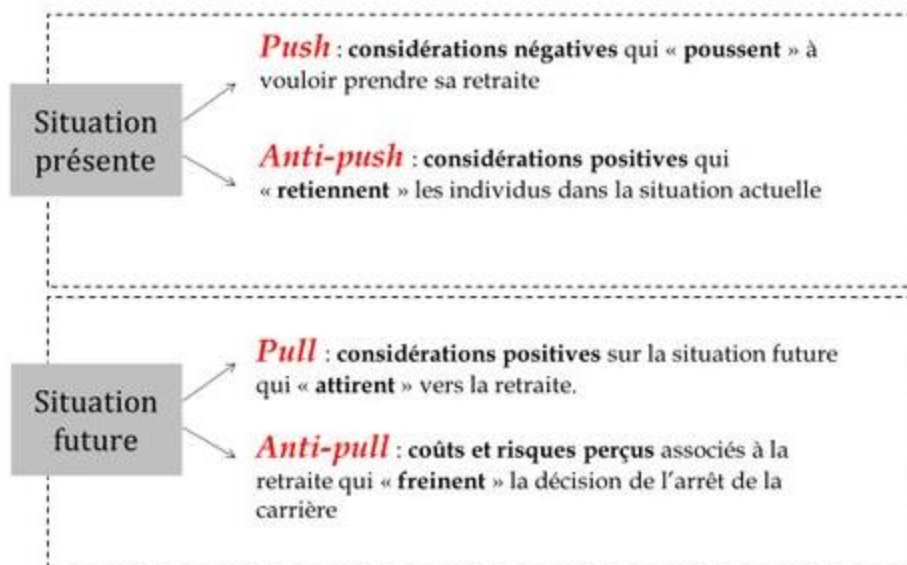 Situation
présente
Push : considérations négatives qui « poussent » à
vouloir prendre sa retraite
Anti-push : considérations positives qui
« retiennent » les individus dans la situation actuelle
Situation
future
Pull : considérations positives sur la situation future
qui « attirent » vers la retraite.
Anti-pull : coûts et risques perçus associés à la
retraite qui « freinent » la décision de l'arrêt de la
carrière